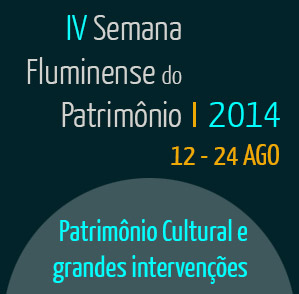 IV Semana
Fluminense do
Patrimônio | 2014
12 - 24 AGO
Patrimônio Cultural e
grandes intervenções